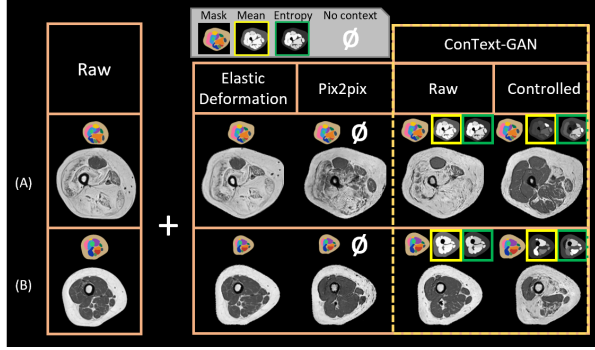 Mask Mean Entropy No context
Ø
ConText-GAN
Raw
Elastic
Deformation
Pix2pix
Raw
Controlled
Ø
(A)
+
Ø
(B)